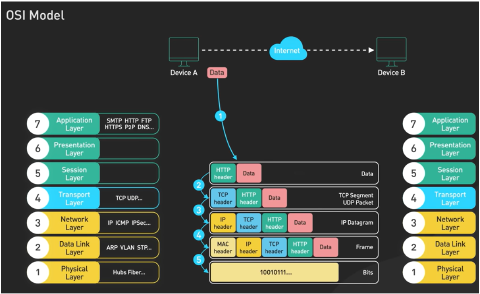 OSI Model
Internet
Device A
Device B
Data
1
7
Application
Layer
SMTP HTTP FTP
HTTPS P2P DNS...
6
Presentation
Layer
5
Session
Layer
4
Transport
Layer
TCP UDP...
3
Network
Layer
IP ICMP IPSec...
2
Data Link
Layer
ARP VLAN STP...
1
Physical
Layer
Hubs Fiber...
HTTP
header
Data
Data
2
TCP
header
HTTP
header
Data
TCP Segment
UDP Packet
3
IP
header
TCP
header
HTTP
header
Data
IP Datagram
4
MAC
header
IP
header
TCP
header
HTTP
header
Data
Frame
5
10010111...
Bits
7
Application
Layer
6
Presentation
Layer
5
Session
Layer
4
Transport
Layer
3
Network
Layer
2
Data Link
Layer
1
Physical
Layer